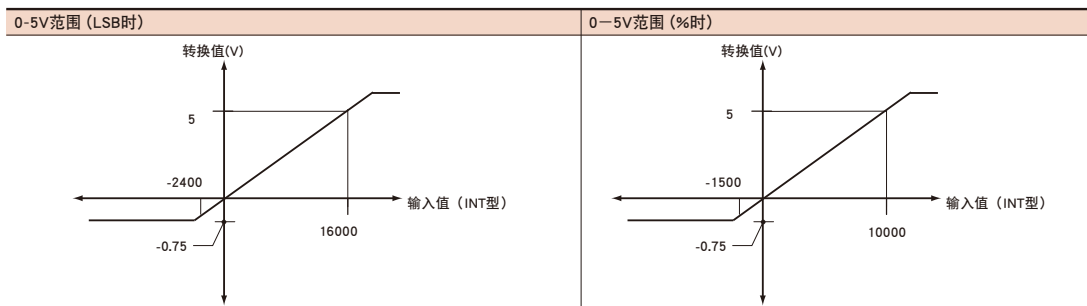 0-5V范围 (LSB时)
转换值(V)
5
-2400
输入值（INT型）
16000
-0.75
0－5V范围 (%时)
转换值(V)
5
-1500
输入值（INT型）
10000
-0.75